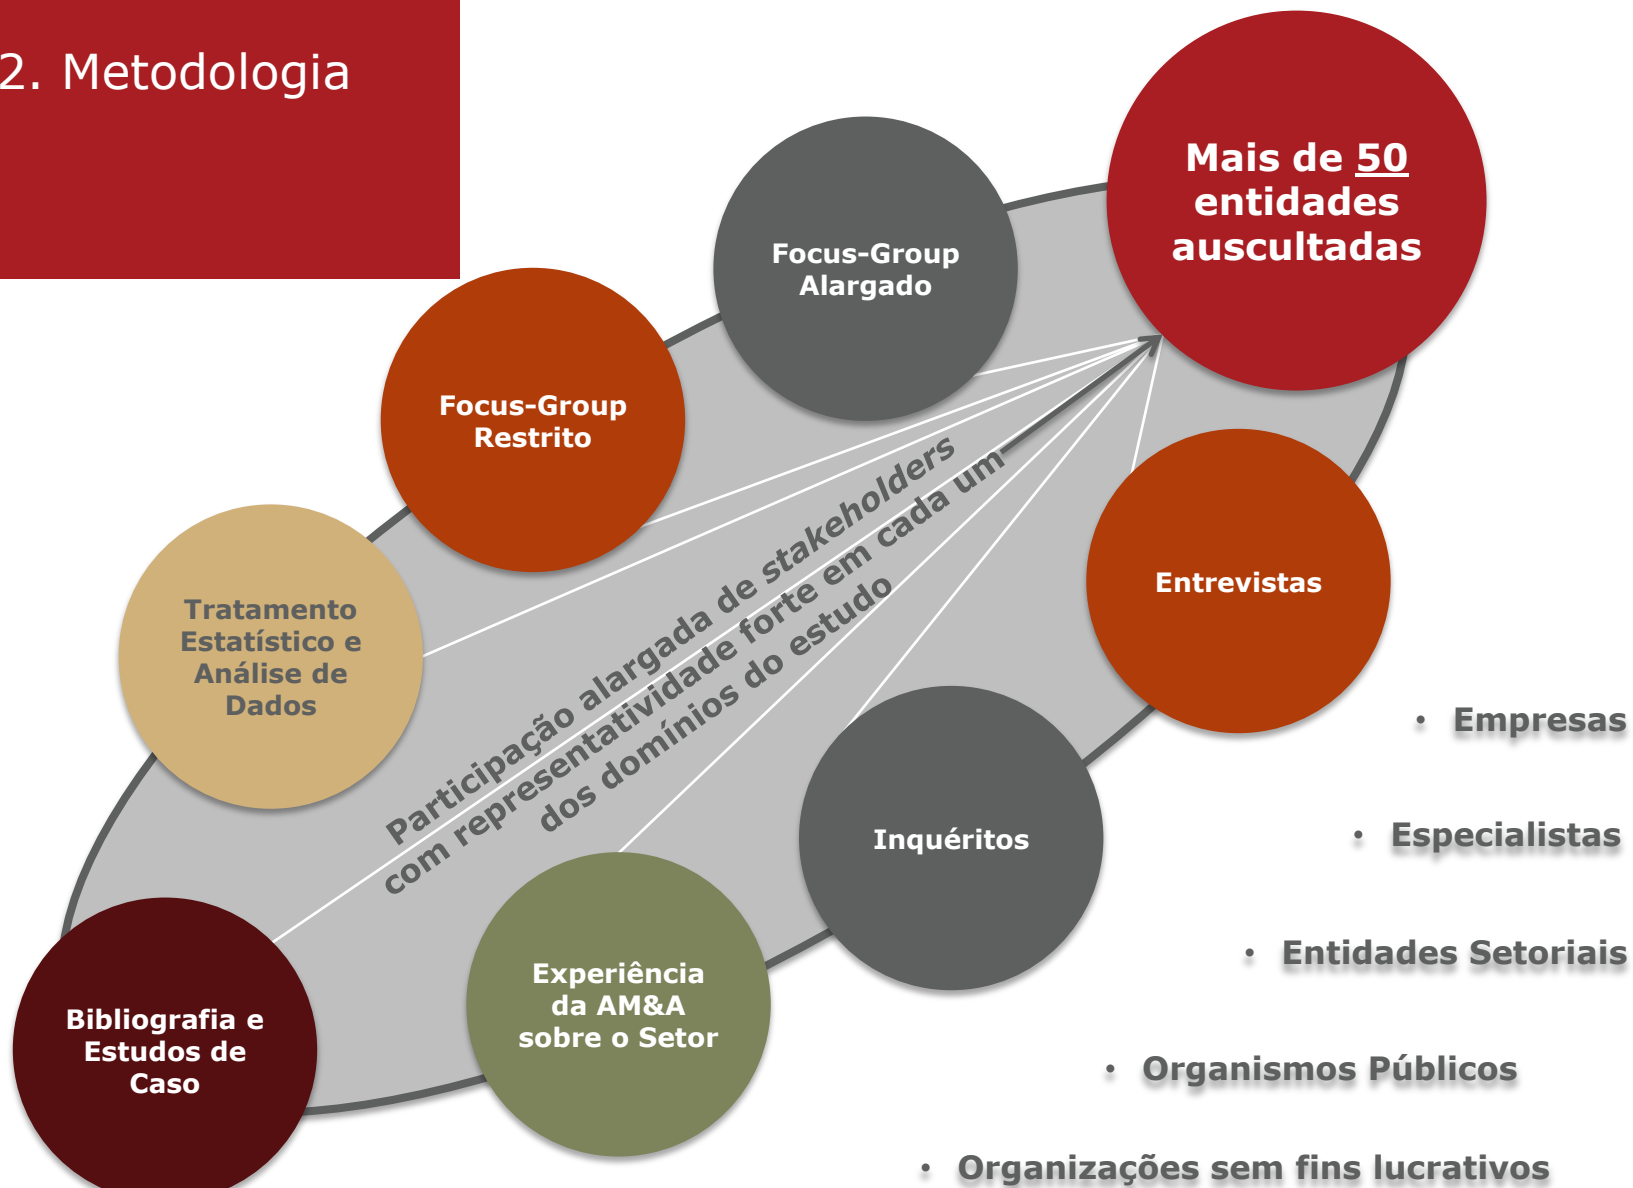 2. Metodologia
Mais de 50
entidades
auscultadas
Focus-Group
Alargado
Focus-Group
Restrito
Entrevistas
Tratamento
Estatístico e
Análise de
Dados
Participação alargada de stakeholders
com representatividade forte em cada um
dos domínios do estudo
Inquéritos
Experiência
da AM&A
sobre o Setor
Bibliografia e
Estudos de
Caso
• Empresas
• Especialistas
• Entidades Setoriais
• Organismos Públicos
• Organizações sem fins lucrativos